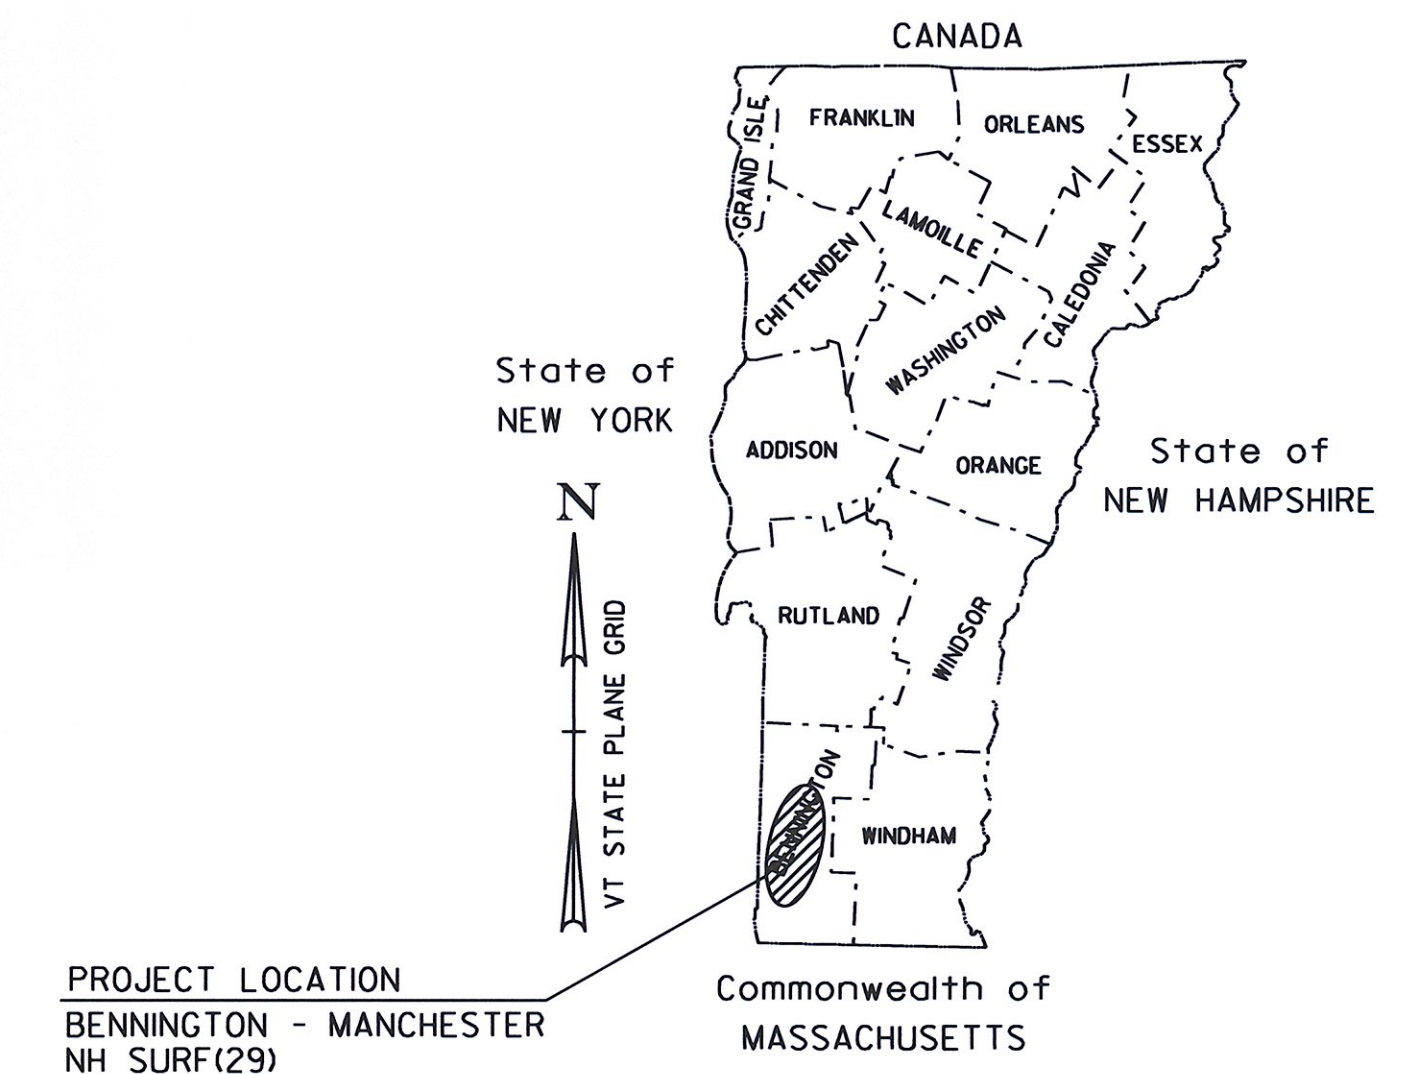 CANADA
GRAND ISLE
FRANKLIN
ORLEANS
ESSEX
LAMOILLE
CHITTENDEN
CALEDONIA
WASHINGTON
State of
NEW YORK
ADDISON
ORANGE
State of
NEW HAMPSHIRE
N
VT STATE PLANE GRID
RUTLAND
WINDSOR
BENNINGTON
WINDHAM
PROJECT LOCATION
BENNINGTON - MANCHESTER
NH SURF(29)
Commonwealth of
MASSACHUSETTS